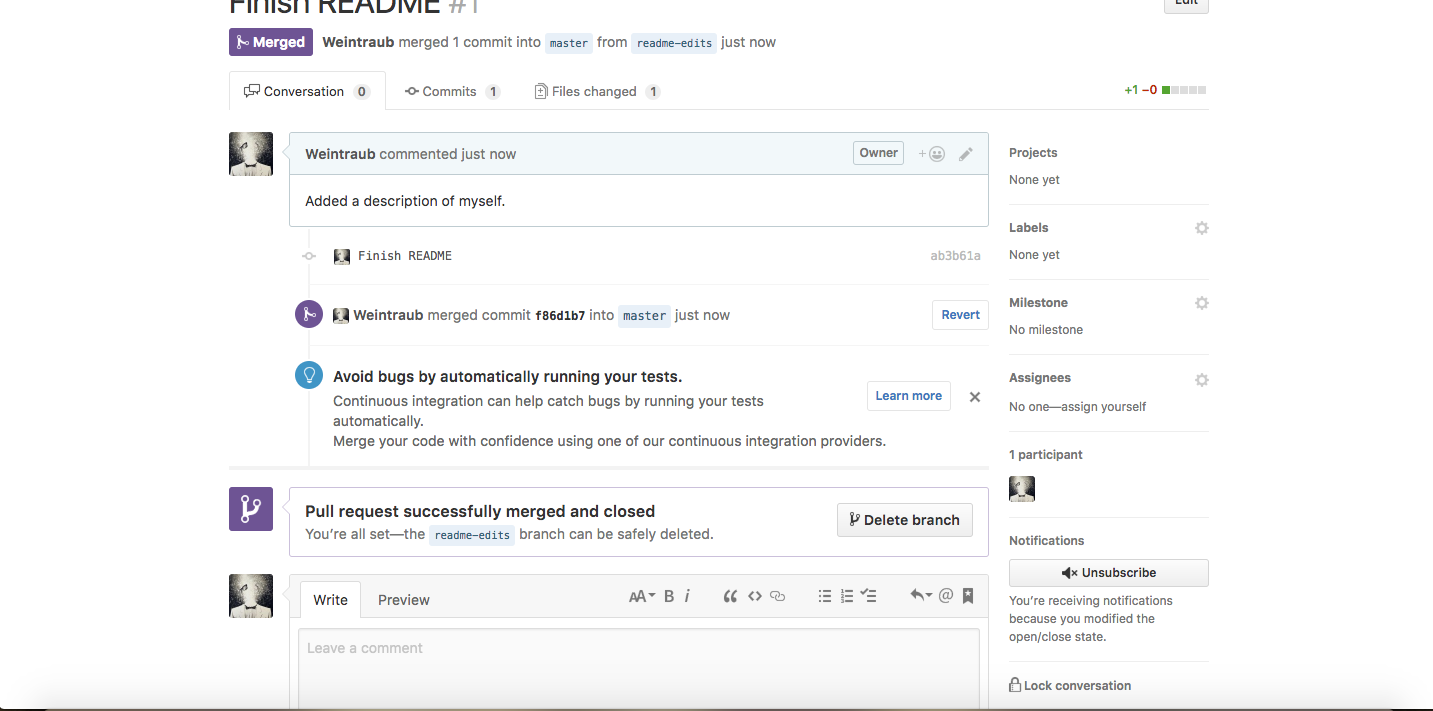 Finish README #1
Edit
Merged Weintraub merged 1 commit into master from readme-edits just now
Conversation 0 Commits 1 Files changed 1 +1 −0
Weintraub commented just now Owner +
Added a description of myself.
Finish README ab3b61a
Weintraub merged commit f86d1b7 into master just now Revert
Avoid bugs by automatically running your tests.
Continuous integration can help catch bugs by running your tests
automatically.
Merge your code with confidence using one of our continuous integration providers.
Learn more
Pull request successfully merged and closed
You’re all set—the readme-edits branch can be safely deleted.
Delete branch
Write Preview AA B i @
Leave a comment
Projects
None yet
Labels
None yet
Milestone
No milestone
Assignees
No one—assign yourself
1 participant
Notifications
Unsubscribe
You’re receiving notifications
because you modified the
open/close state.
Lock conversation